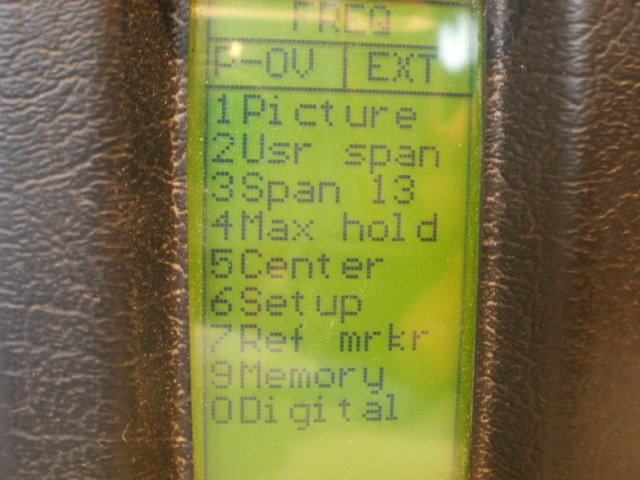 FREQ
P-OV | EXT
1Picture
2Usr span
3Span 13
4Max hold
5Center
6Setup
7Ref mrkr
9Memory
0Digital